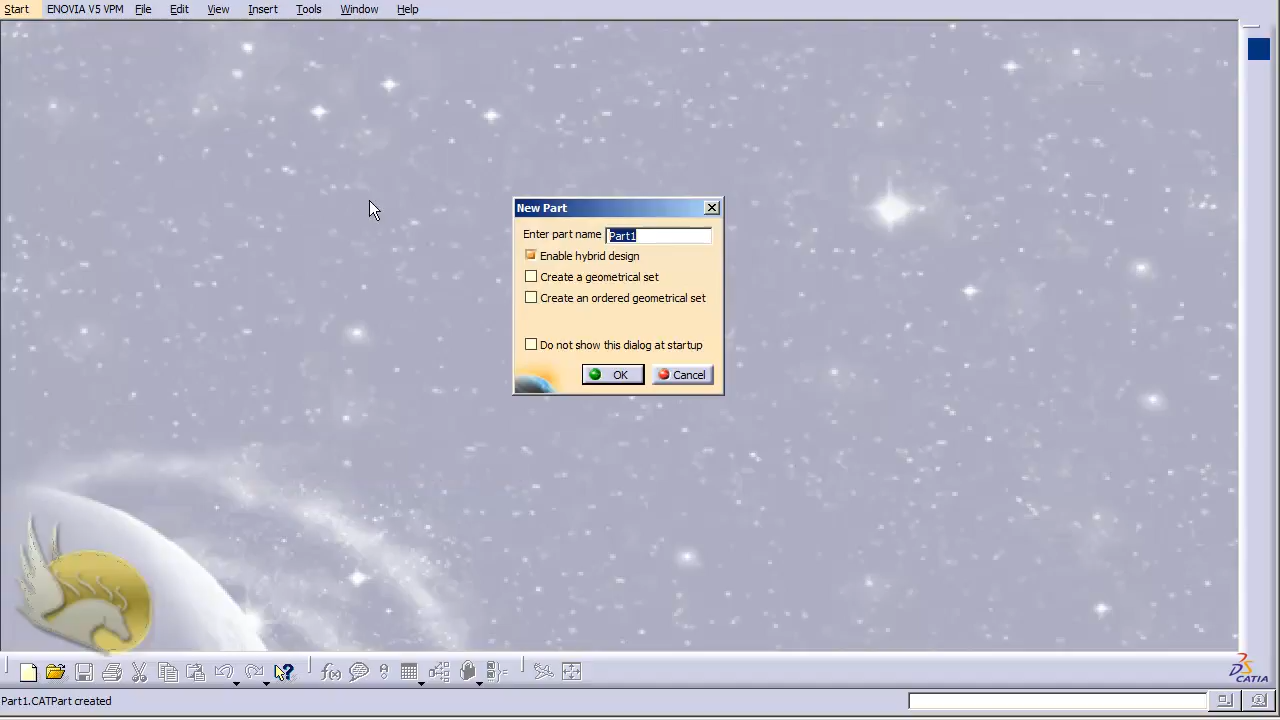 Start ENOVIA V5 VPM File Edit View Insert Tools Window Help
New Part
Enter part name Part1
Enable hybrid design
Create a geometrical set
Create an ordered geometrical set
Do not show this dialog at startup
OK Cancel
f(x)
CATIA
Part1.CATPart created